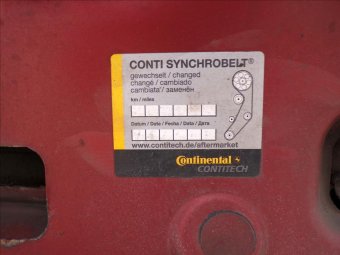 CONTI SYNCHROBELT®
gewechselt / changed
changé / cambiado
cambiata / заменён
km / miles
Datum / Date / Fecha / Data / Дата
www.contitech.de/aftermarket
Continental
CONTITECH